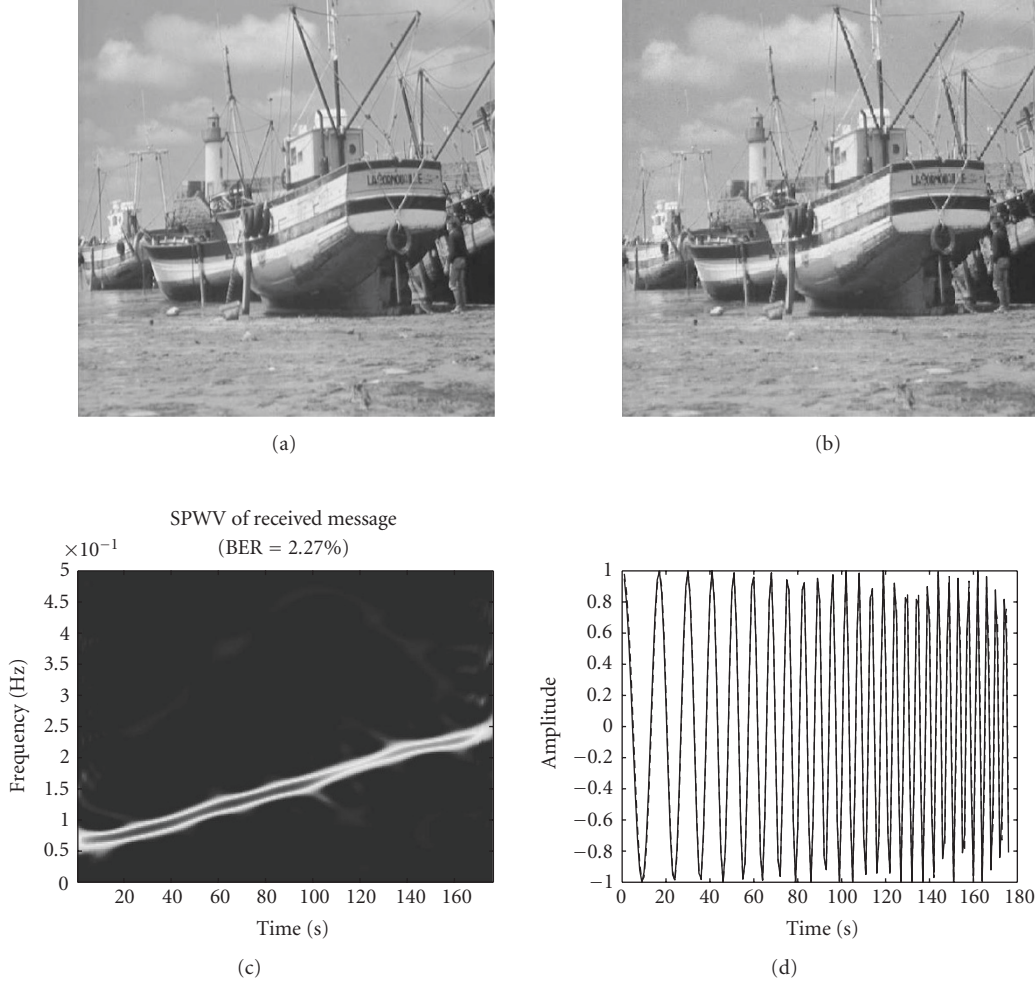 (a)
(b)
SPWV of received message
(BER = 2.27%)
×10−1
5
4.5
4
3.5
3
2.5
2
1.5
1
0.5
0
Frequency (Hz)
20 40 60 80 100 120 140 160
Time (s)
(c)
1
0.8
0.6
0.4
0.2
0
−0.2
−0.4
−0.6
−0.8
−1
Amplitude
0 20 40 60 80 100 120 140 160 180
Time (s)
(d)